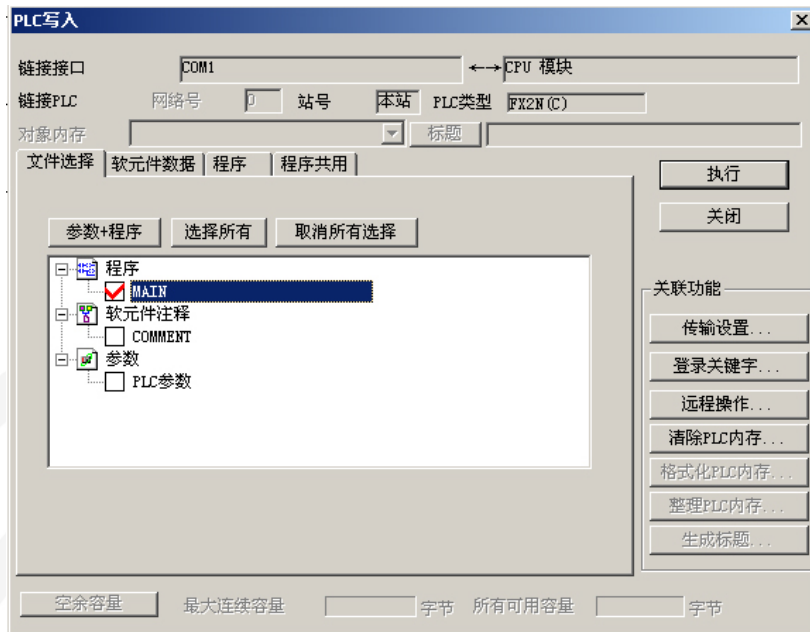 PLC写入
链接接口 COM1 ←→ CPU 模块
链接PLC 网络号 0 站号 本站 PLC类型 FX2N(C)
对象内存 标题
文件选择 软元件数据 程序 程序共用
执行
关闭
参数+程序 选择所有 取消所有选择
程序
MAIN
软元件注释
COMMENT
参数
PLC参数
关联功能
传输设置...
登录关键字...
远程操作...
清除PLC内存...
格式化PLC内存...
整理PLC内存...
生成标题...
空余容量 最大连续容量 字节 所有可用容量 字节